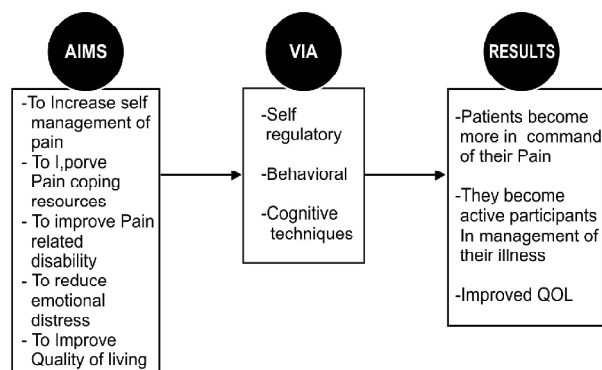 AIMS
-To Increase self
management of
pain
-To I,porve
Pain coping
resources
-To improve Pain
related
disability
-To reduce
emotional
distress
-To Improve
Quality of living
VIA
-Self
regulatory
-Behavioral
-Cognitive
techniques
RESULTS
-Patients become
more in command
of their Pain
-They become
active participants
In management of
their illness
-Improved QOL